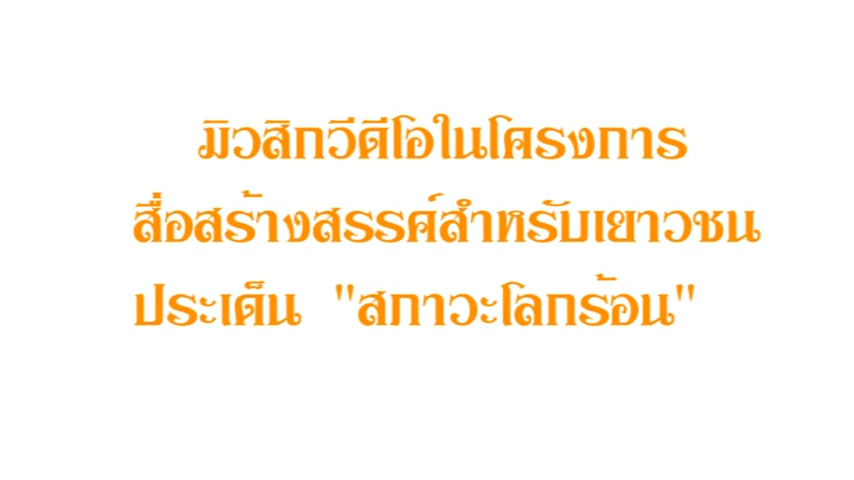 มิวสิกวีดีโอในโครงการ
สื่อสร้างสรรค์สำหรับเยาวชน
ประเด็น "สภาวะโลกร้อน"